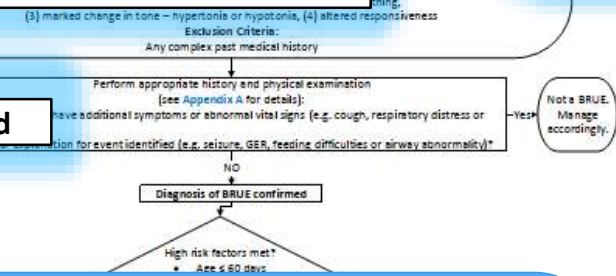 thing,
(3) marked change in tone – hypertonia or hypotonia, (4) altered responsiveness
Exclusion Criteria:
Any complex past medical history
Perform appropriate history and physical examination
(see Appendix A for details):
have additional symptoms or abnormal vital signs (e.g. cough, respiratory distress or
for event identified (e.g. seizure, GER, feeding difficulties or airway abnormality)*
Yes
Not a BRUE.
Manage
accordingly.
d
NO
Diagnosis of BRUE confirmed
High risk factors met?
• Age ≤ 60 days